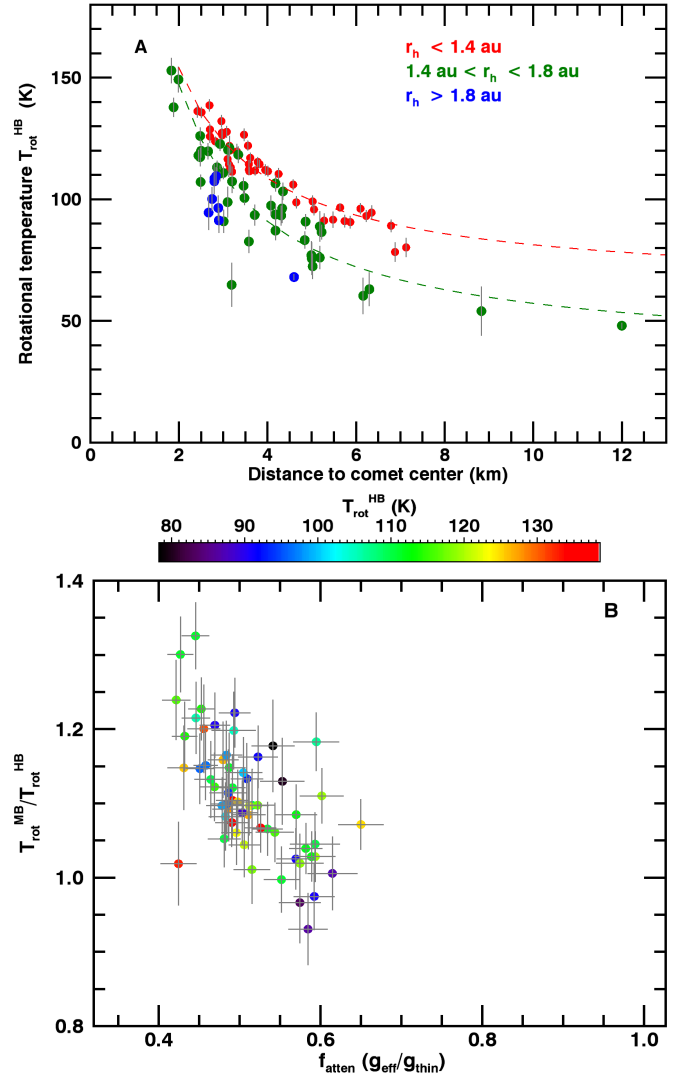 A
r_h < 1.4 au
1.4 au < r_h < 1.8 au
r_h > 1.8 au
Rotational temperature T_rot^HB (K)
150
100
50
0
0 2 4 6 8 10 12
Distance to comet center (km)
T_rot^HB (K)
80 90 100 110 120 130
B
T_rot^MB/T_rot^HB
1.4
1.2
1.0
0.8
0.4 0.6 0.8 1.0
f_atten (g_eff/g_thin)